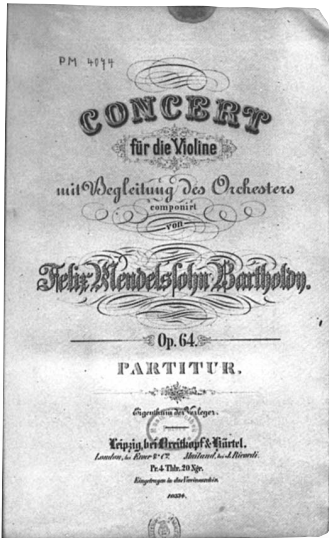 PM 4044
CONCERT
für die Violine
mit Begleitung des Orchesters
componirt
von
Felix Mendelssohn Bartholdy.
Op. 64.
PARTITUR.
Eigenthum der Verleger.
Leipzig, bei Breitkopf & Härtel.
London, bei Ewer & Co. Mailand, bei J. Ricordi.
Pr. 4 Thlr. 20 Ngr.
Eingetragen in das Vereinsarchiv.